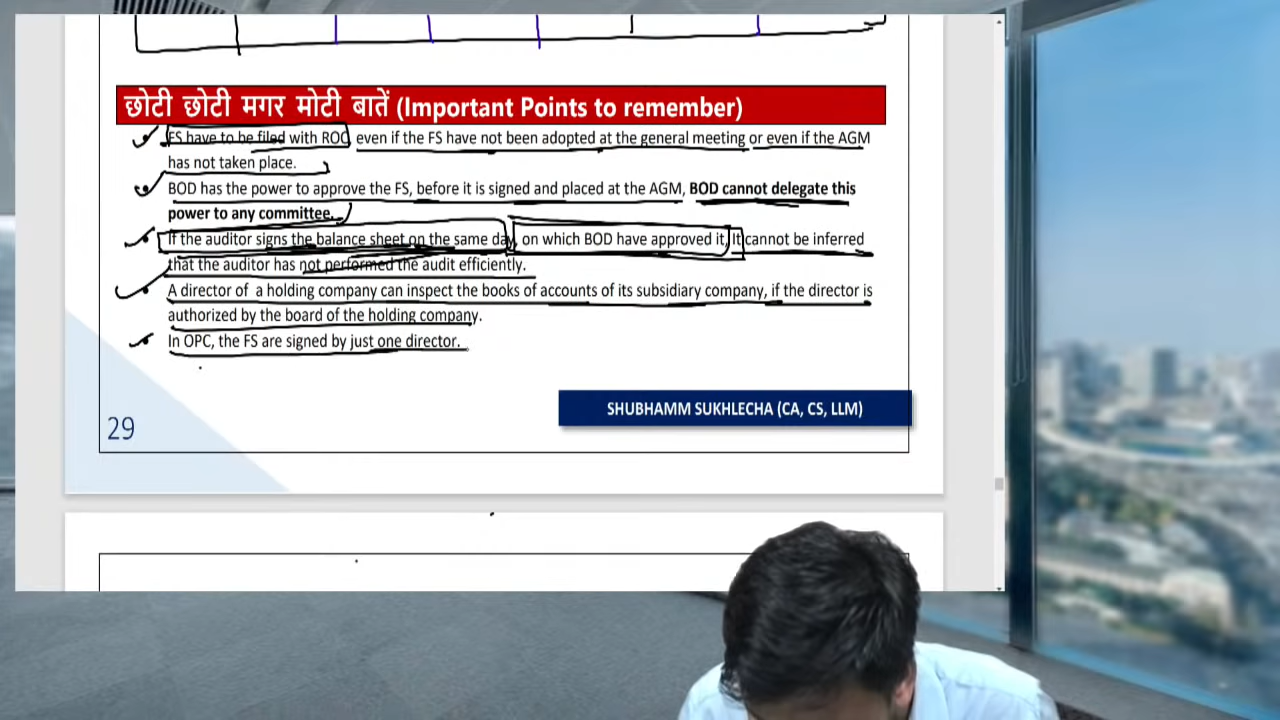 छोटी छोटी मगर मोटी बातें (Important Points to remember)
FS have to be filed with ROC, even if the FS have not been adopted at the general meeting or even if the AGM
has not taken place.
BOD has the power to approve the FS, before it is signed and placed at the AGM, BOD cannot delegate this
power to any committee.
If the auditor signs the balance sheet on the same day, on which BOD have approved it, it cannot be inferred
that the auditor has not performed the audit efficiently.
A director of a holding company can inspect the books of accounts of its subsidiary company, if the director is
authorized by the board of the holding company.
In OPC, the FS are signed by just one director.
SHUBHAMM SUKHLECHA (CA, CS, LLM)
29